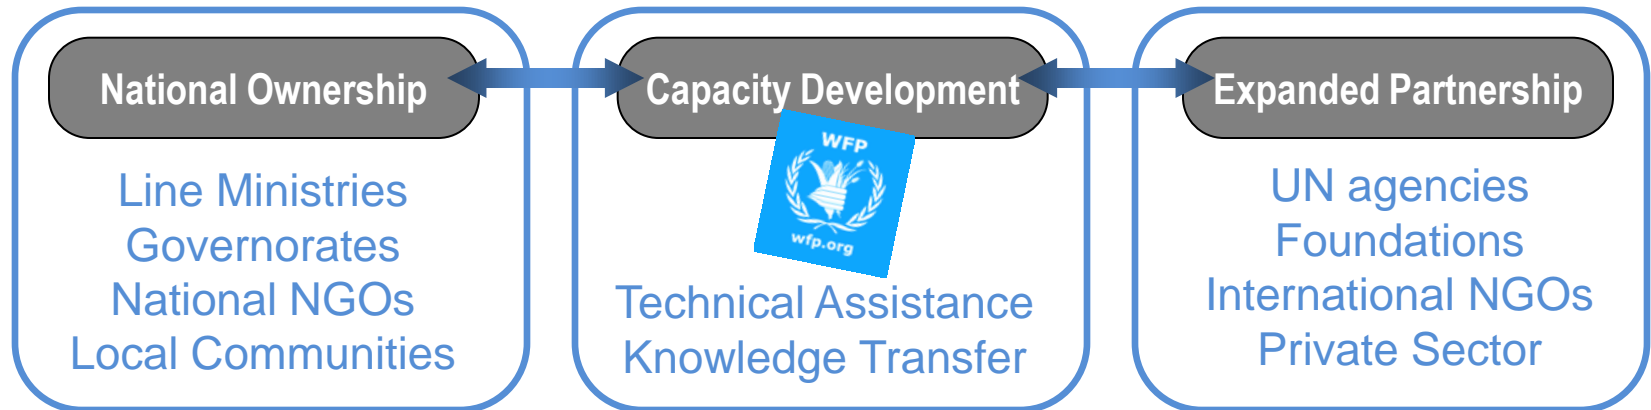 National Ownership
Line Ministries
Governorates
National NGOs
Local Communities
Capacity Development
WFP
wfp.org
Technical Assistance
Knowledge Transfer
Expanded Partnership
UN agencies
Foundations
International NGOs
Private Sector